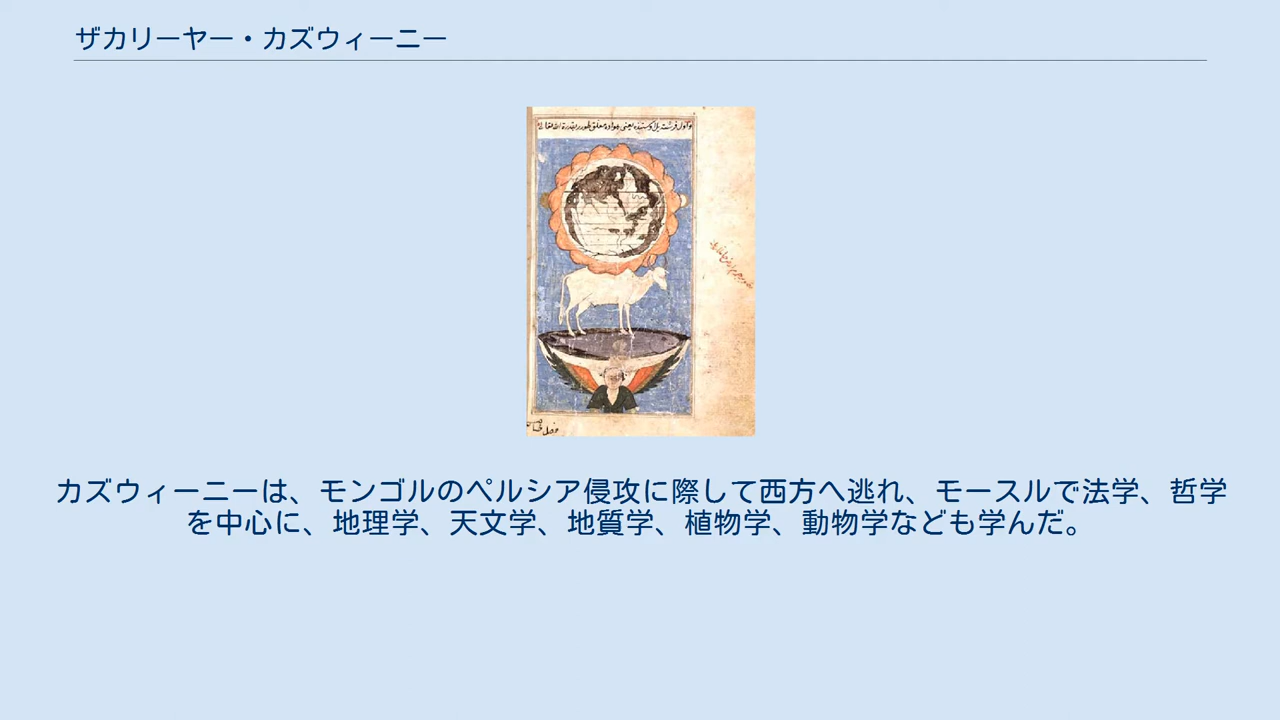 ザカリーヤー・カズウィーニー
カズウィーニーは、モンゴルのペルシア侵攻に際して西方へ逃れ、モースルで法学、哲学
を中心に、地理学、天文学、地質学、植物学、動物学なども学んだ。